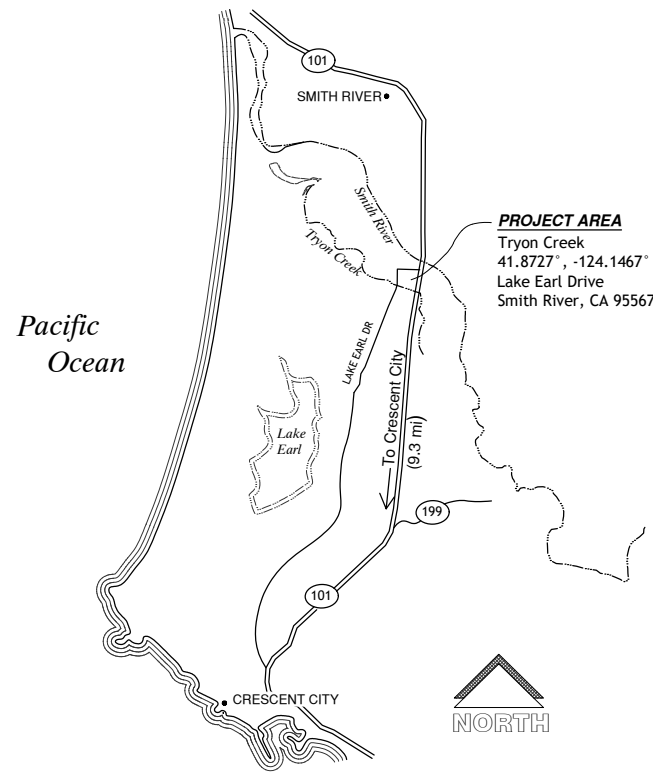 101
SMITH RIVER
Smith River
Tryon Creek
PROJECT AREA
Tryon Creek
41.8727°, -124.1467°
Lake Earl Drive
Smith River, CA 95567
Pacific
Ocean
LAKE EARL DR
To Crescent City
(9.3 mi)
Lake
Earl
199
101
CRESCENT CITY
NORTH